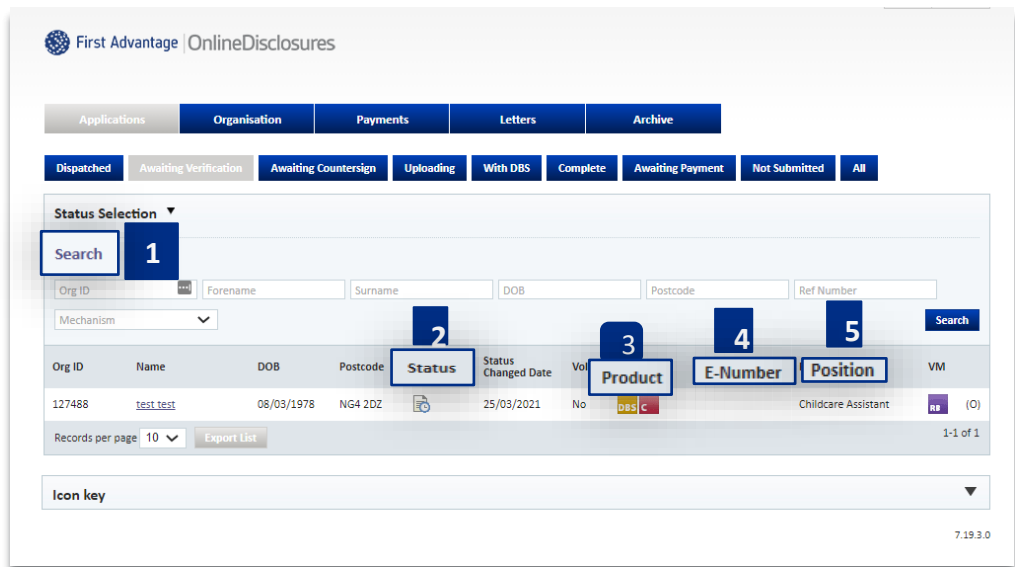 First Advantage OnlineDisclosures
Applications Organisation Payments Letters Archive
Dispatched Awaiting Verification Awaiting Countersign Uploading With DBS Complete Awaiting Payment Not Submitted All
Status Selection
Search 1
Org ID Forename Surname DOB Postcode Ref Number
Mechanism Search
2 3 4 5
Org ID Name DOB Postcode Status Status Changed Date Product E-Number Position VM
127488 test test 08/03/1978 NG4 2DZ 25/03/2021 No DBS C Childcare Assistant RB (O)
Records per page 10 Export List 1-1 of 1
Icon key
7.19.3.0